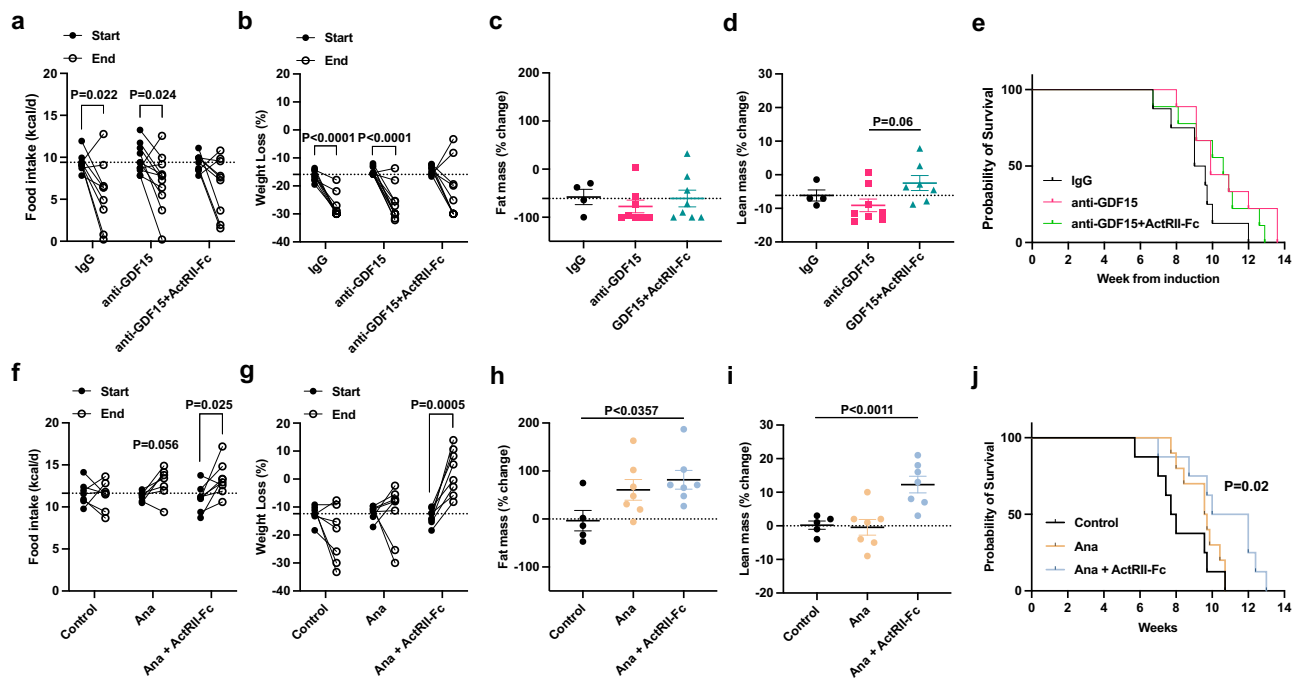 a
Start
End
Food intake (kcal/d)
20
15
10
5
0
P=0.022
P=0.024
IgG
anti-GDF15
anti-GDF15+ActRII-Fc
b
Start
End
Weight Loss (%)
10
0
-10
-20
-30
-40
P<0.0001
P<0.0001
IgG
anti-GDF15
anti-GDF15+ActRII-Fc
c
Fat mass (% change)
200
100
0
-100
IgG
anti-GDF15
GDF15+ActRII-Fc
d
Lean mass (% change)
30
20
10
0
-10
-20
P=0.06
IgG
anti-GDF15
GDF15+ActRII-Fc
e
Probability of Survival
100
50
0
IgG
anti-GDF15
anti-GDF15+ActRII-Fc
0 2 4 6 8 10 12 14
Week from induction
f
Start
End
Food intake (kcal/d)
20
15
10
5
0
P=0.056
P=0.025
Control
Ana
Ana + ActRII-Fc
g
Start
End
Weight Loss (%)
20
10
0
-10
-20
-30
-40
P=0.0005
Control
Ana
Ana + ActRII-Fc
h
Fat mass (% change)
200
100
0
-100
P<0.0357
Control
Ana
Ana + ActRII-Fc
i
Lean mass (% change)
30
20
10
0
-10
-20
P<0.0011
Control
Ana
Ana + ActRII-Fc
j
Probability of Survival
100
50
0
P=0.02
Control
Ana
Ana + ActRII-Fc
0 2 4 6 8 10 12 14
Weeks